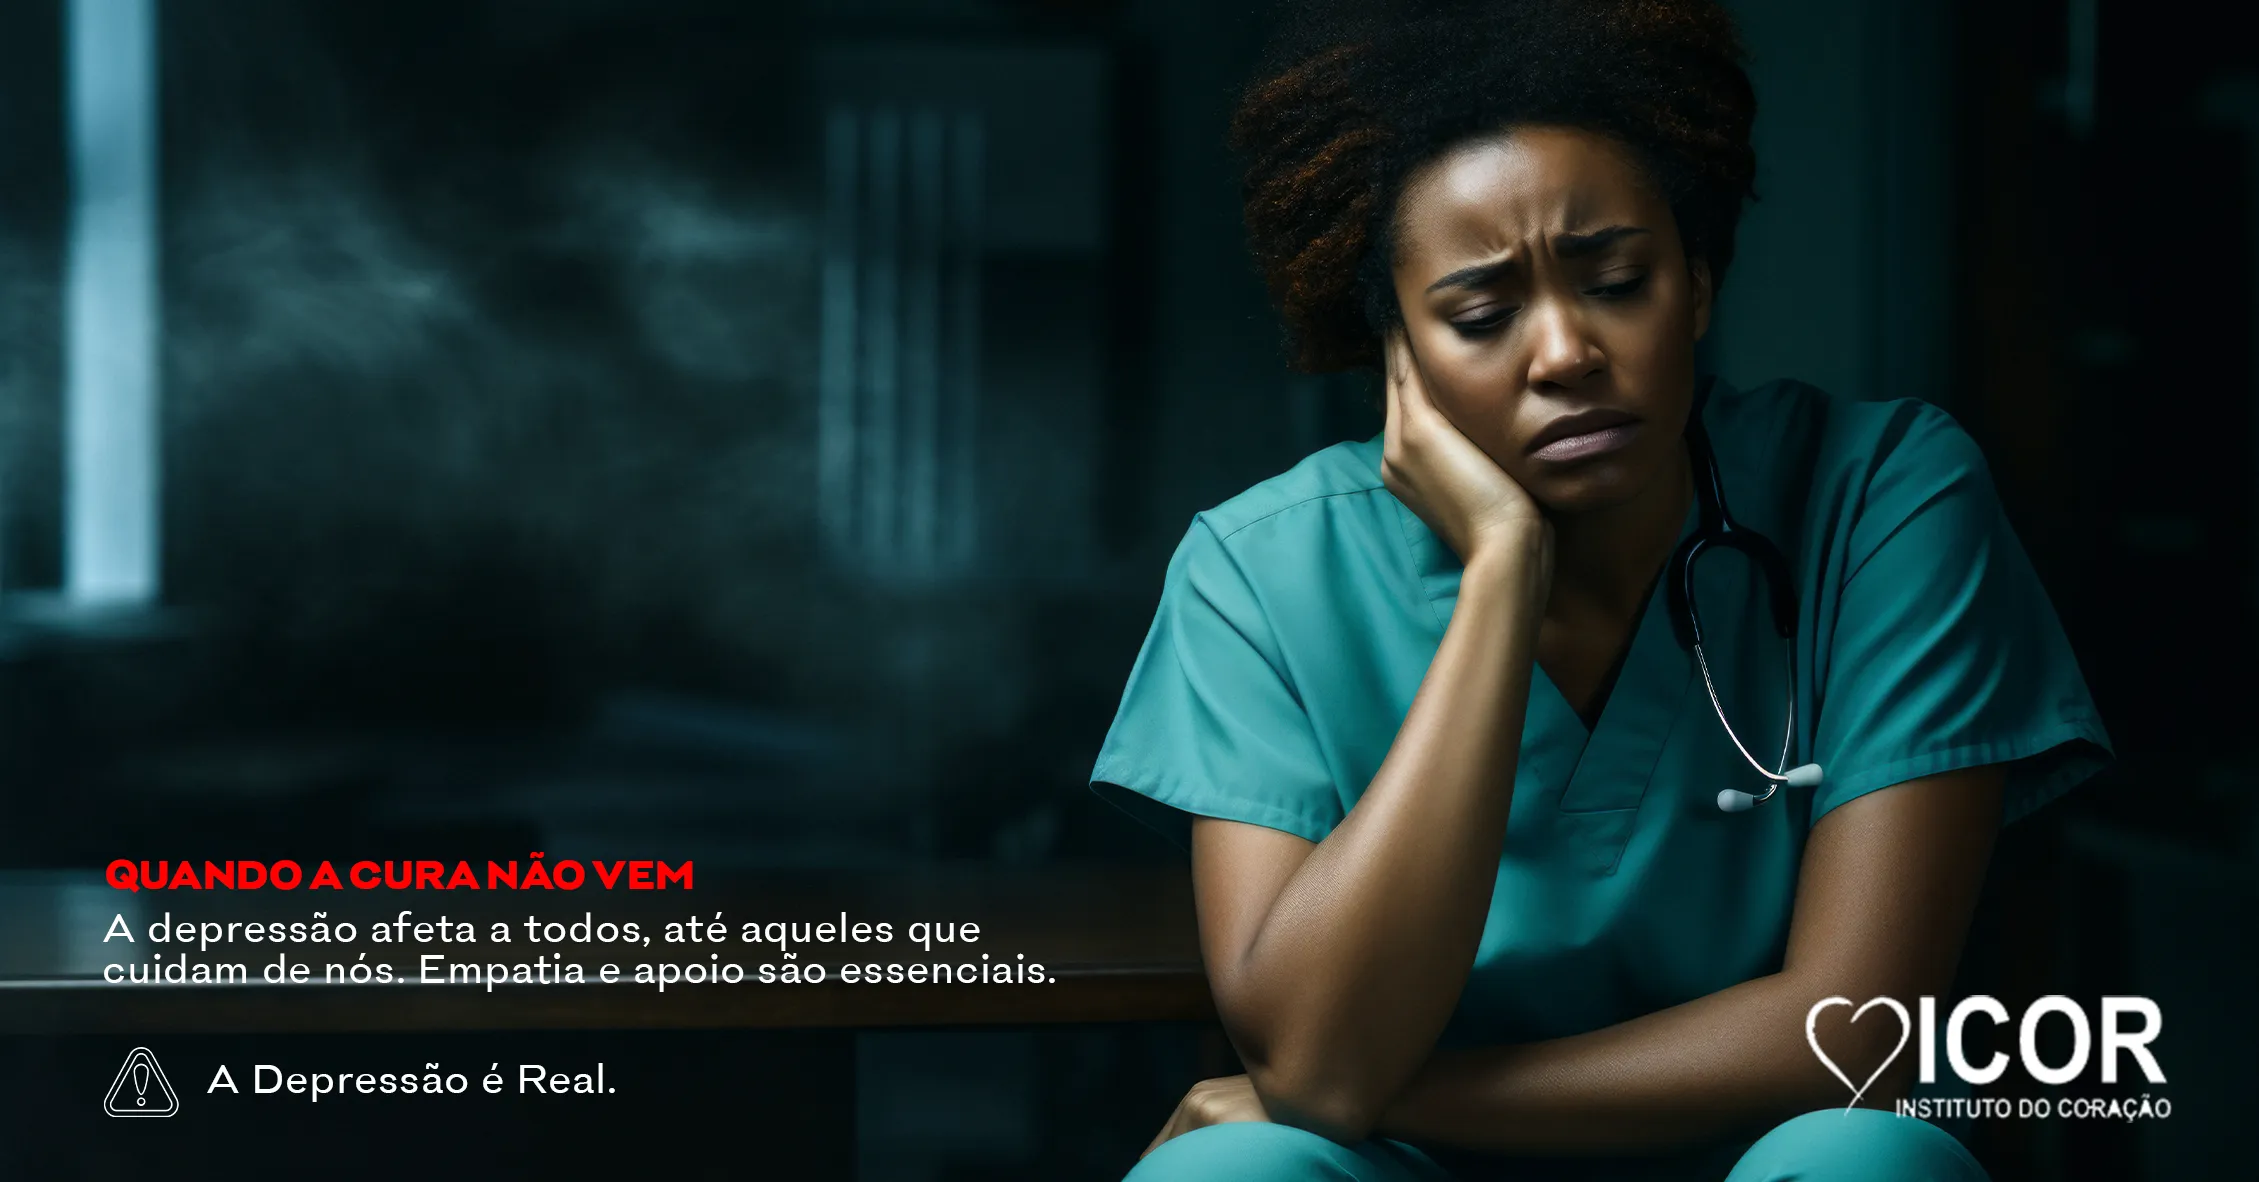 QUANDO A CURA NÃO VEM
A depressão afeta a todos, até aqueles que
cuidam de nós. Empatia e apoio são essenciais.
A Depressão é Real.
ICOR
INSTITUTO DO CORAÇÃO